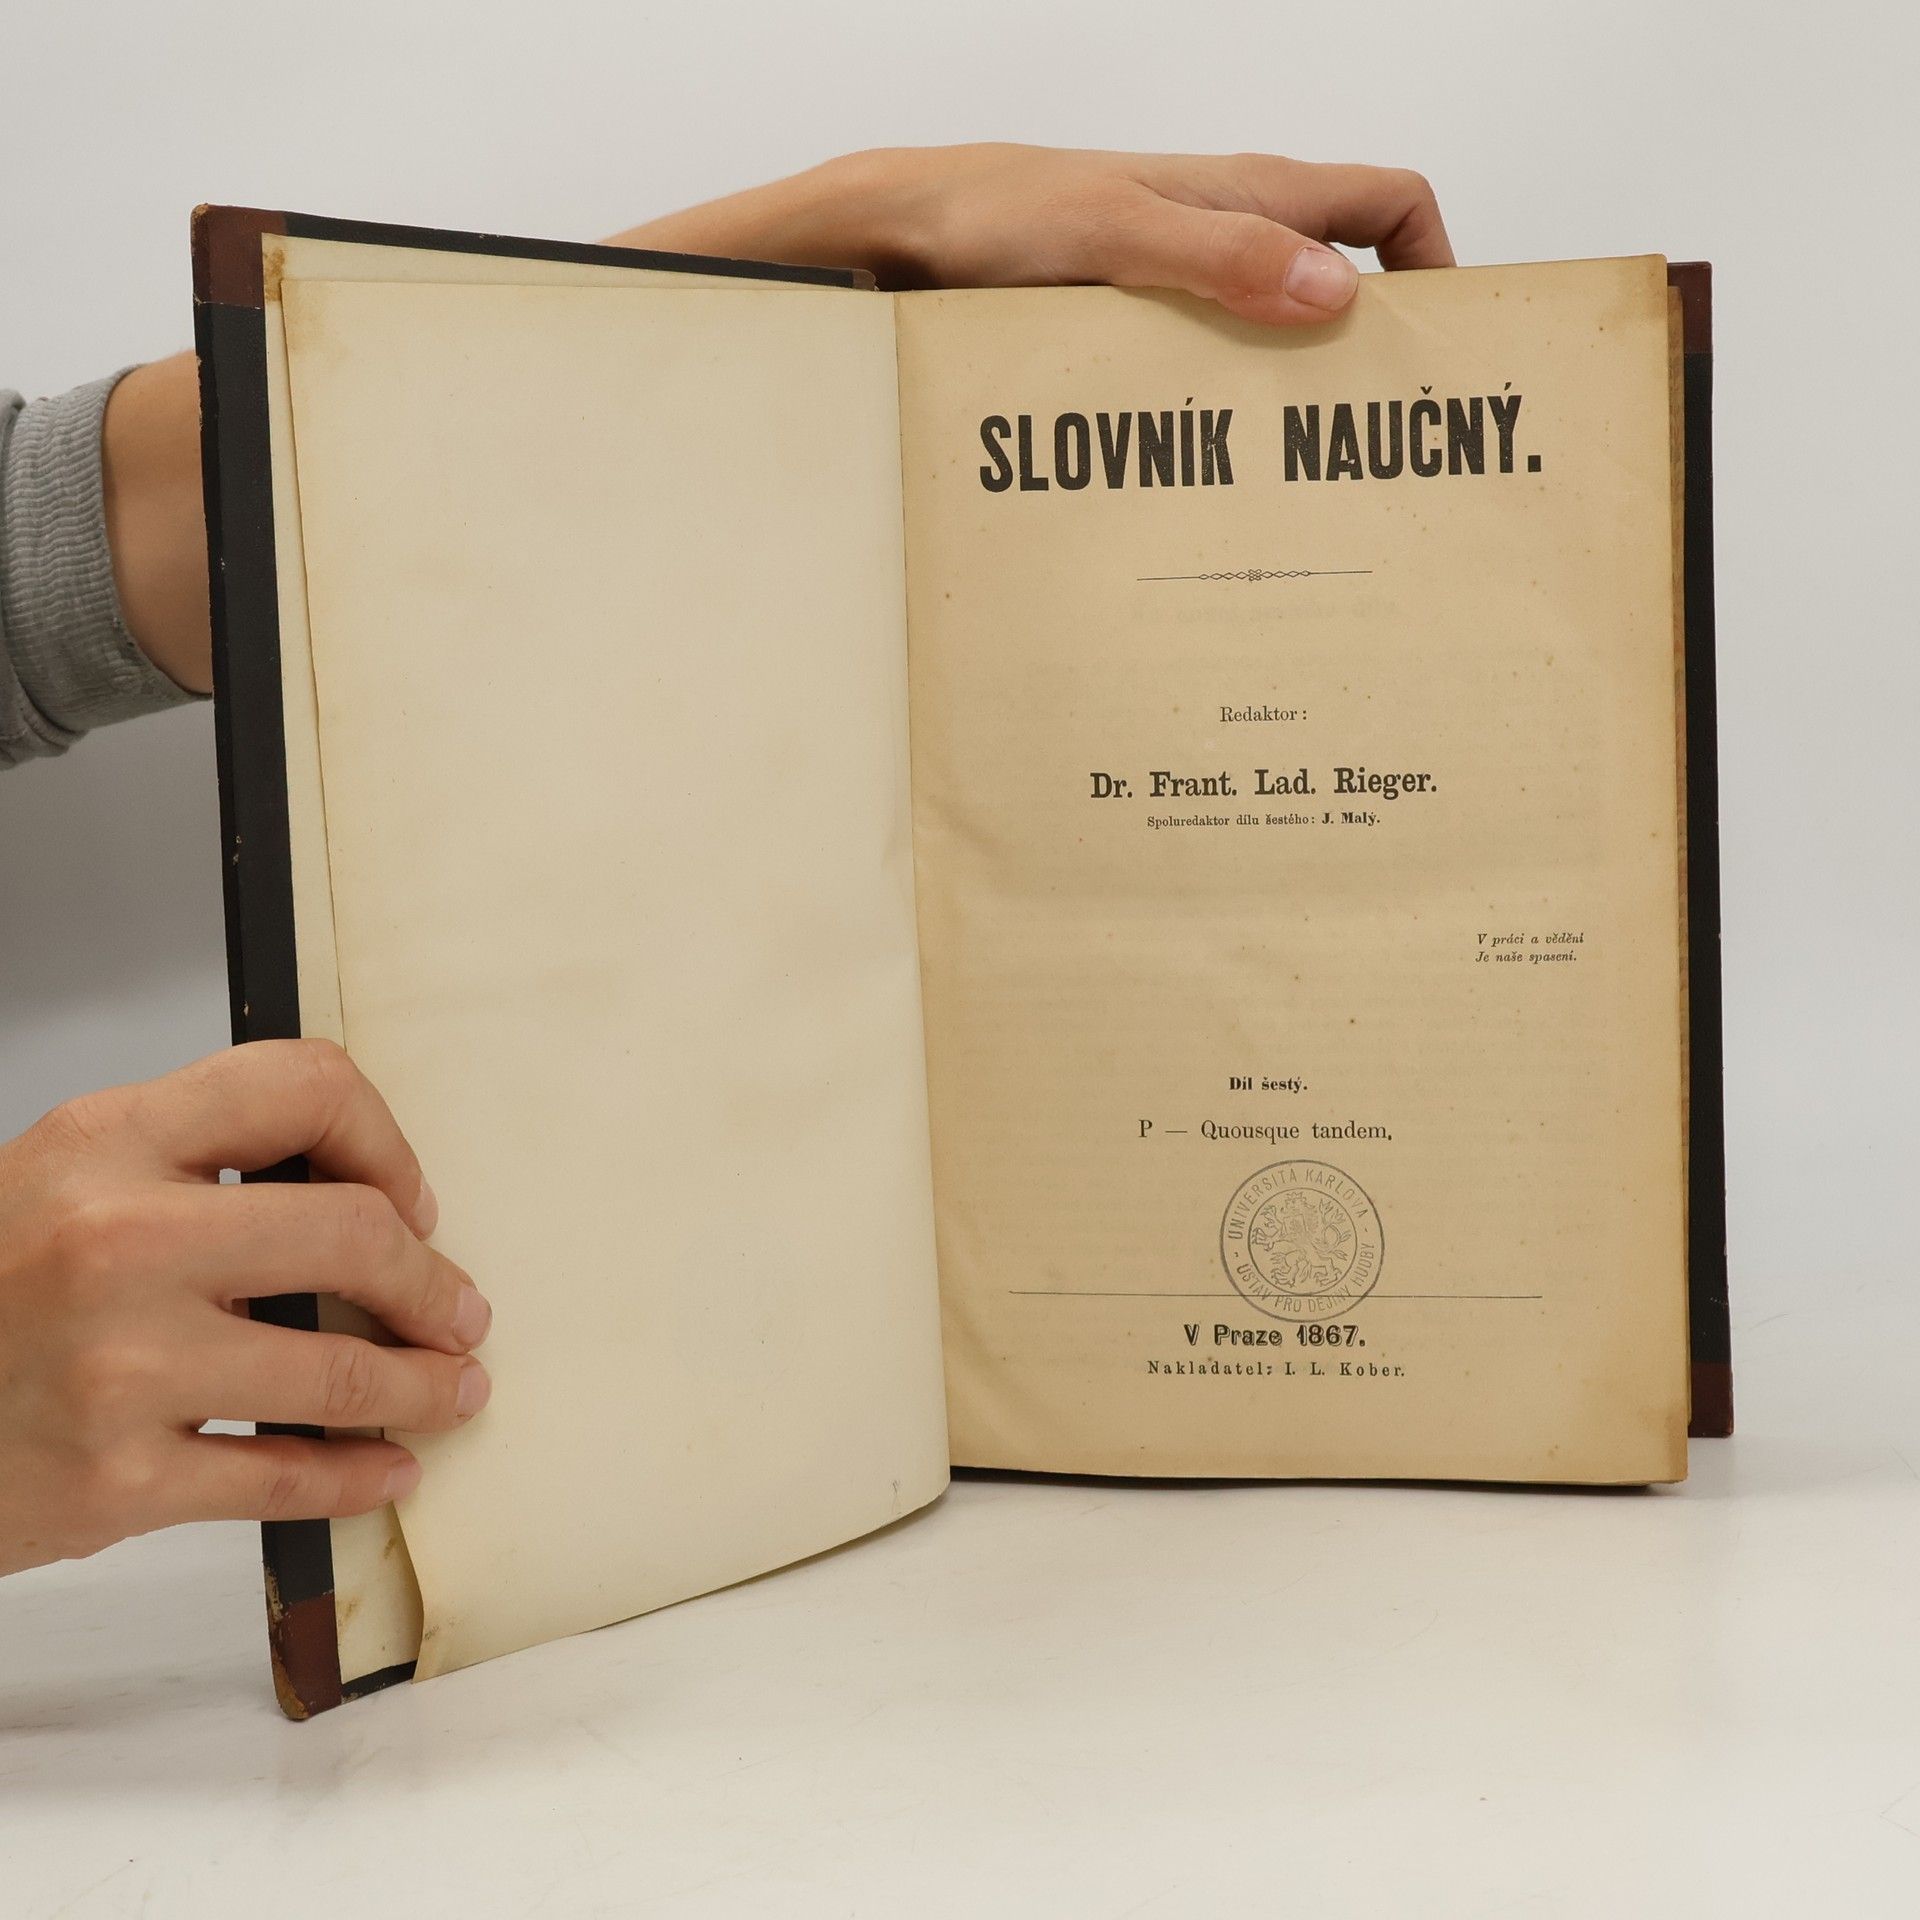 SLOVNÍK NAUČNÝ.
Redaktor:
Dr. Frant. Lad. Rieger.
Spoluredaktor dílu šestého: J. Malý.
V práci a vědění
Je naše spasení.
Díl šestý.
P — Quousque tandem.
UNIVERSITA KARLOVA
ÚSTAV PRO DĚJINY HUDBY
V Praze 1867.
Nakladatel: I. L. Kober.